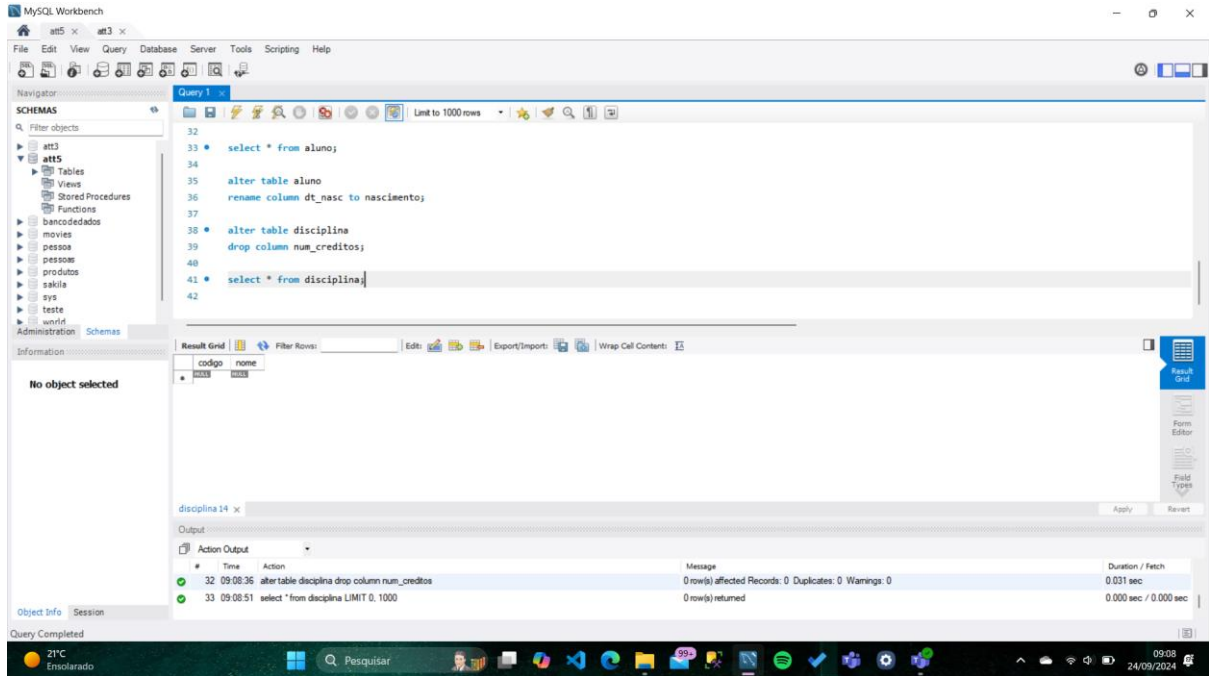 MySQL Workbench
att5 × att3 ×
File Edit View Query Database Server Tools Scripting Help
Navigator
Query 1 ×
SCHEMAS
Limit to 1000 rows
Filter objects
att3
att5
Tables
Views
Stored Procedures
Functions
bancodedados
movies
pessoa
pessoas
produtos
sakila
sys
teste
world
32
33 select * from aluno;
34
35 alter table aluno
36 rename column dt_nasc to nascimento;
37
38 alter table disciplina
39 drop column num_creditos;
40
41 select * from disciplina;
42
Administration Schemas
Information
No object selected
Result Grid Filter Rows: Edit: Export/Import: Wrap Cell Content:
codigo nome
NULL NULL
Result Grid
Form Editor
Field Types
disciplina 14 × Apply Revert
Output
Action Output
# Time Action Message Duration / Fetch
32 09:08:36 alter table disciplina drop column num_creditos 0 row(s) affected Records: 0 Duplicates: 0 Warnings: 0 0.031 sec
33 09:08:51 select * from disciplina LIMIT 0, 1000 0 row(s) returned 0.000 sec / 0.000 sec
Object Info Session
Query Completed
21°C
Ensolarado
Pesquisar
99+
09:08
24/09/2024